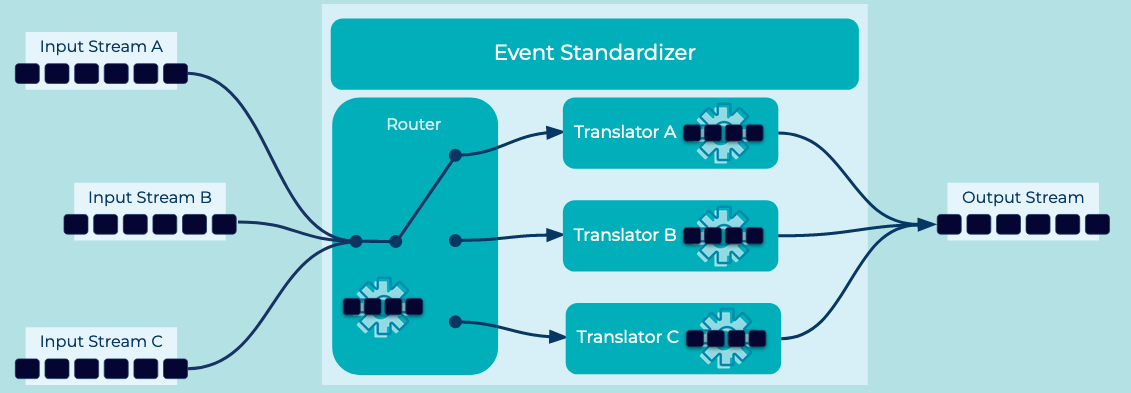 Input Stream A
Event Standardizer
Router
Translator A
Input Stream B
Output Stream
Translator B
Input Stream C
Translator C